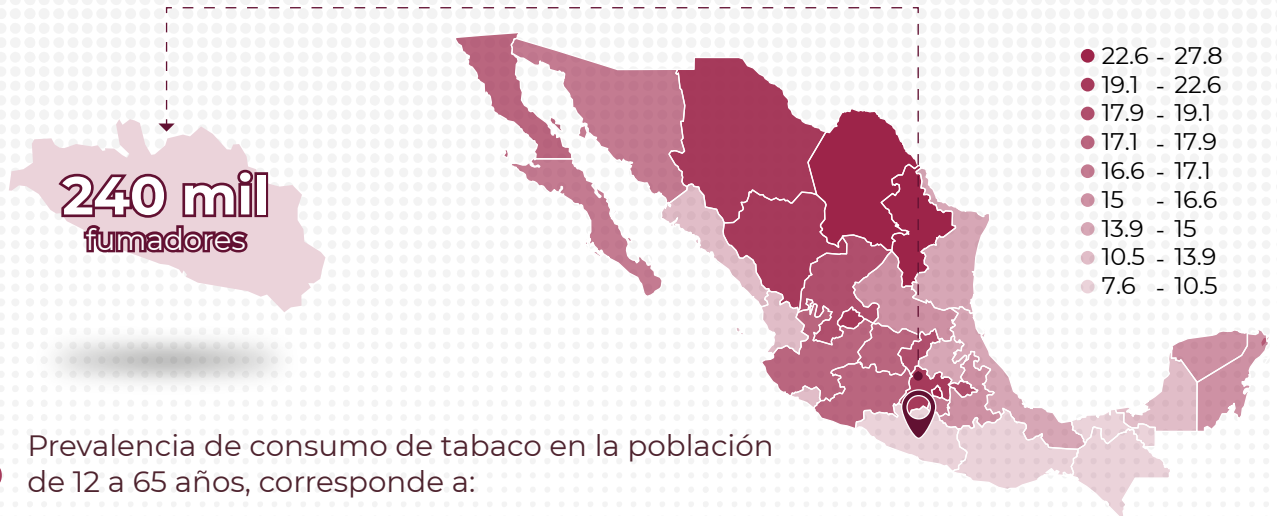 240 mil
fumadores
22.6 - 27.8
19.1 - 22.6
17.9 - 19.1
17.1 - 17.9
16.6 - 17.1
15 - 16.6
13.9 - 15
10.5 - 13.9
7.6 - 10.5
Prevalencia de consumo de tabaco en la población
de 12 a 65 años, corresponde a: